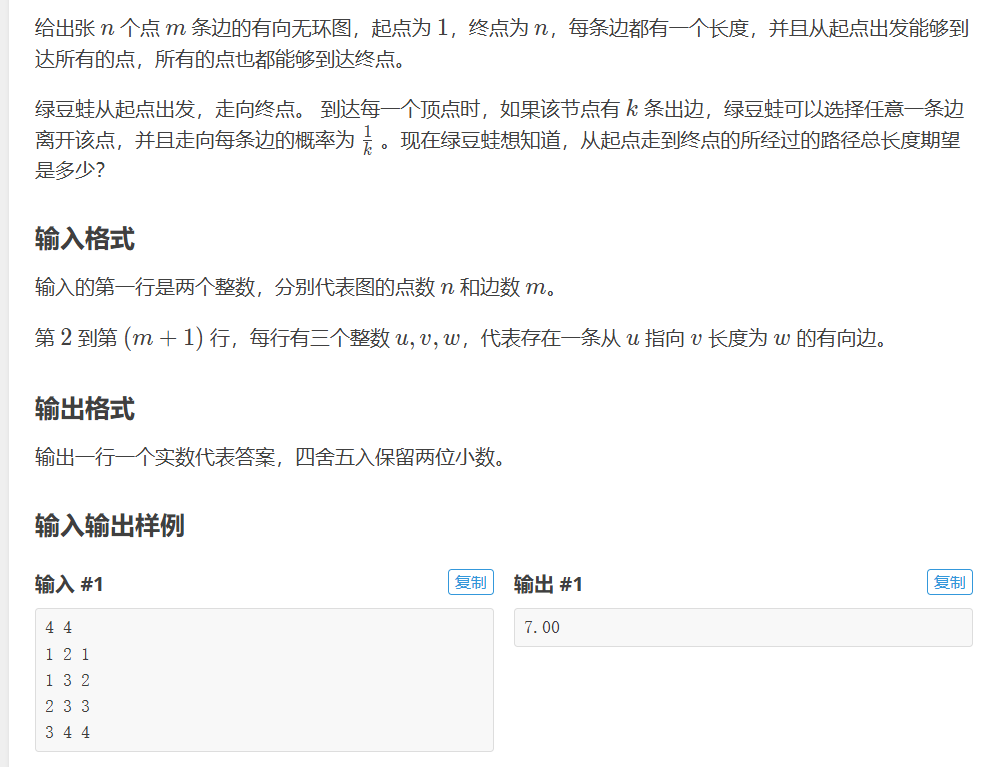 给出张 n 个点 m 条边的有向无环图，起点为 1，终点为 n，每条边都有一个长度，并且从起点出发能够到
达所有的点，所有的点也都能够到达终点。
绿豆蛙从起点出发，走向终点。 到达每一个顶点时，如果该节点有 k 条出边，绿豆蛙可以选择任意一条边
离开该点，并且走向每条边的概率为 1/k 。现在绿豆蛙想知道，从起点走到终点的所经过的路径总长度期望
是多少？
输入格式
输入的第一行是两个整数，分别代表图的点数 n 和边数 m。
第 2 到第 (m + 1) 行，每行有三个整数 u, v, w，代表存在一条从 u 指向 v 长度为 w 的有向边。
输出格式
输出一行一个实数代表答案，四舍五入保留两位小数。
输入输出样例
输入 #1 复制
4 4
1 2 1
1 3 2
2 3 3
3 4 4
输出 #1 复制
7.00